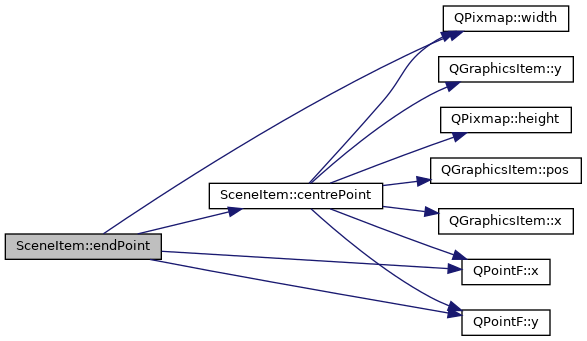 QPixmap::width
QGraphicsItem::y
QPixmap::height
QGraphicsItem::pos
SceneItem::centrePoint
QGraphicsItem::x
SceneItem::endPoint
QPointF::x
QPointF::y